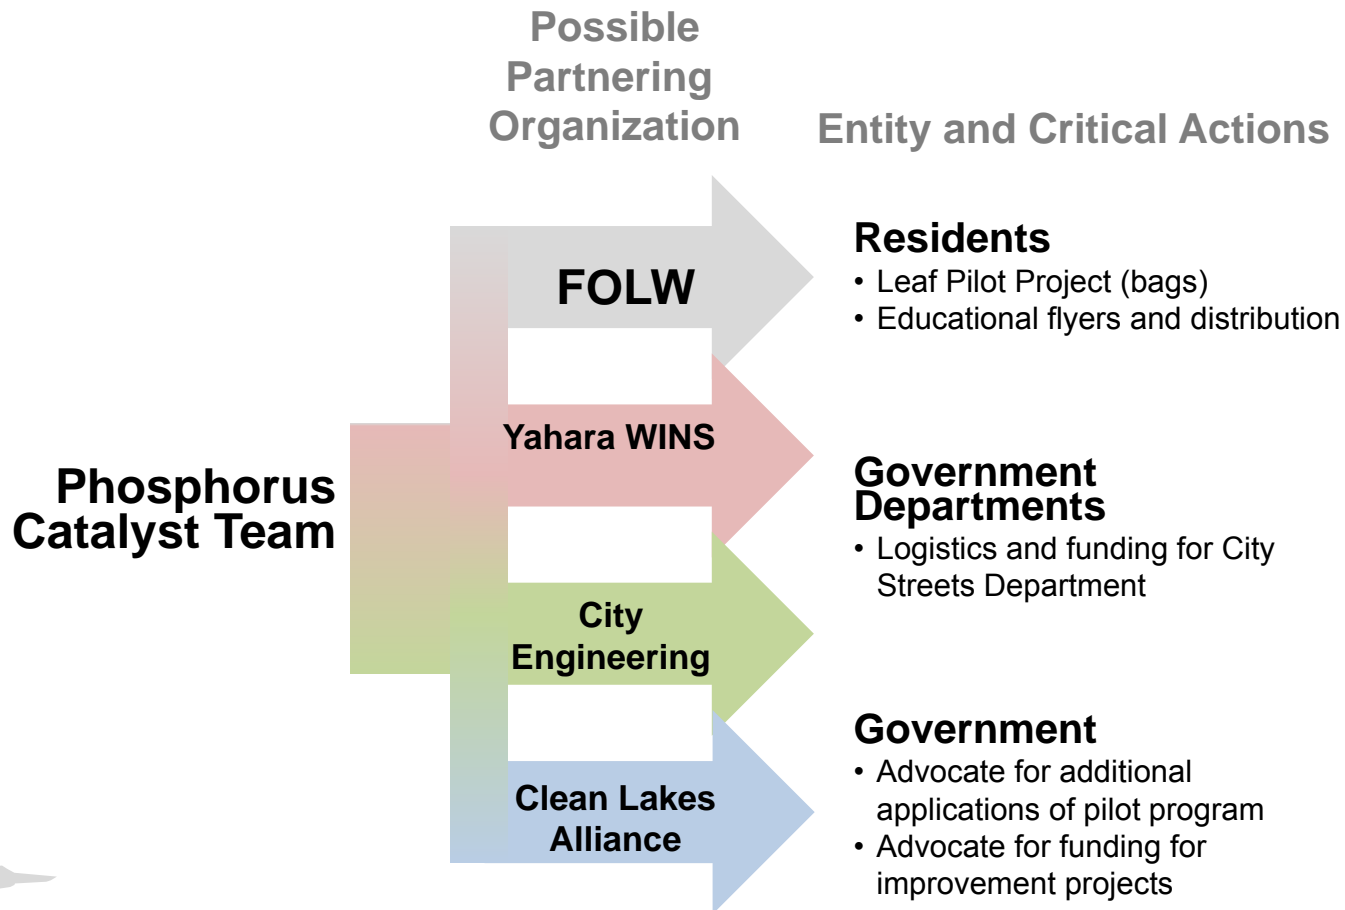 Possible
Partnering
Organization
Entity and Critical Actions
Phosphorus
Catalyst Team
FOLW
Yahara WINS
City
Engineering
Clean Lakes
Alliance
Residents
• Leaf Pilot Project (bags)
• Educational flyers and distribution
Government
Departments
• Logistics and funding for City
Streets Department
Government
• Advocate for additional
applications of pilot program
• Advocate for funding for
improvement projects